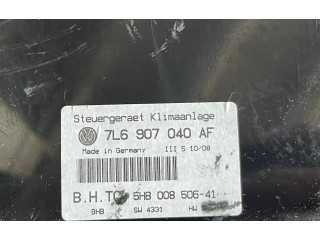 Steuergeraet Klimaanlage
7L6 907 040 AF
Made in Germany III 5 10/08
B.H.TC 5HB 008 506-41
BHB SW 4331 HW